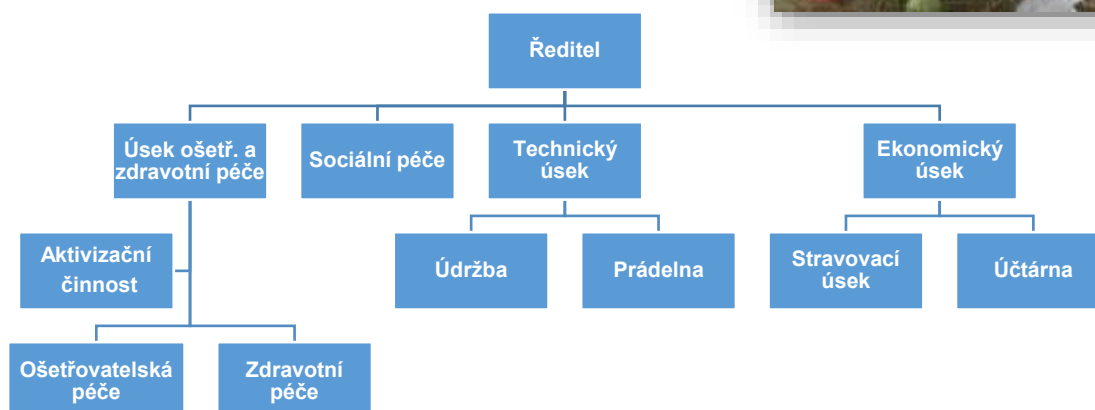 Ředitel
Úsek ošetř. a
zdravotní péče
Sociální péče
Technický
úsek
Ekonomický
úsek
Aktivizační
činnost
Údržba
Prádelna
Stravovací
úsek
Účtárna
Ošetřovatelská
péče
Zdravotní
péče